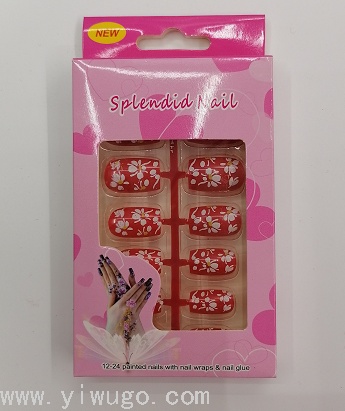 NEW
Splendid Nail
12-24 painted nails with nail wraps & nail glue
www.yiwugo.com